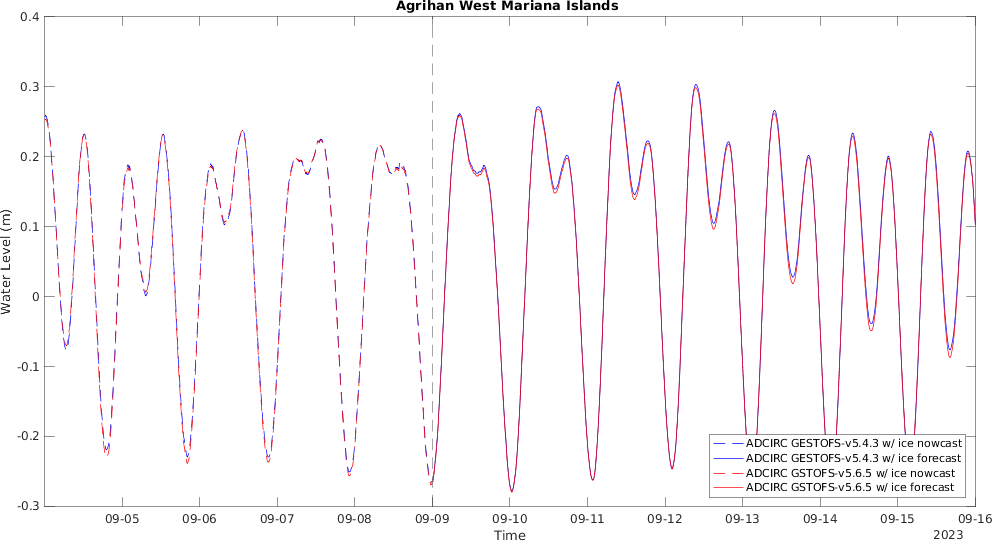 Agrihan West Mariana Islands
Water Level (m)
0.4
0.3
0.2
0.1
0
-0.1
-0.2
-0.3
ADCIRC GESTOFS-v5.4.3 w/ ice nowcast
ADCIRC GESTOFS-v5.4.3 w/ ice forecast
ADCIRC GSTOFS-v5.6.5 w/ ice nowcast
ADCIRC GSTOFS-v5.6.5 w/ ice forecast
09-05 09-06 09-07 09-08 09-09 09-10 09-11 09-12 09-13 09-14 09-15 09-16
Time
2023